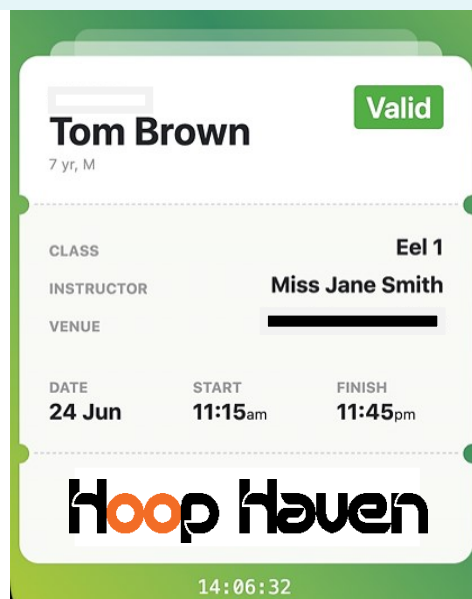 Valid
Tom Brown
7 yr, M
CLASS Eel 1
INSTRUCTOR Miss Jane Smith
VENUE
DATE START FINISH
24 Jun 11:15am 11:45pm
Hoop Haven
14:06:32